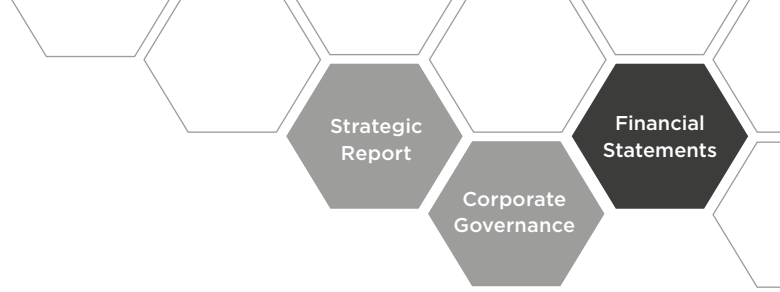 Strategic
Report
Corporate
Governance
Financial
Statements